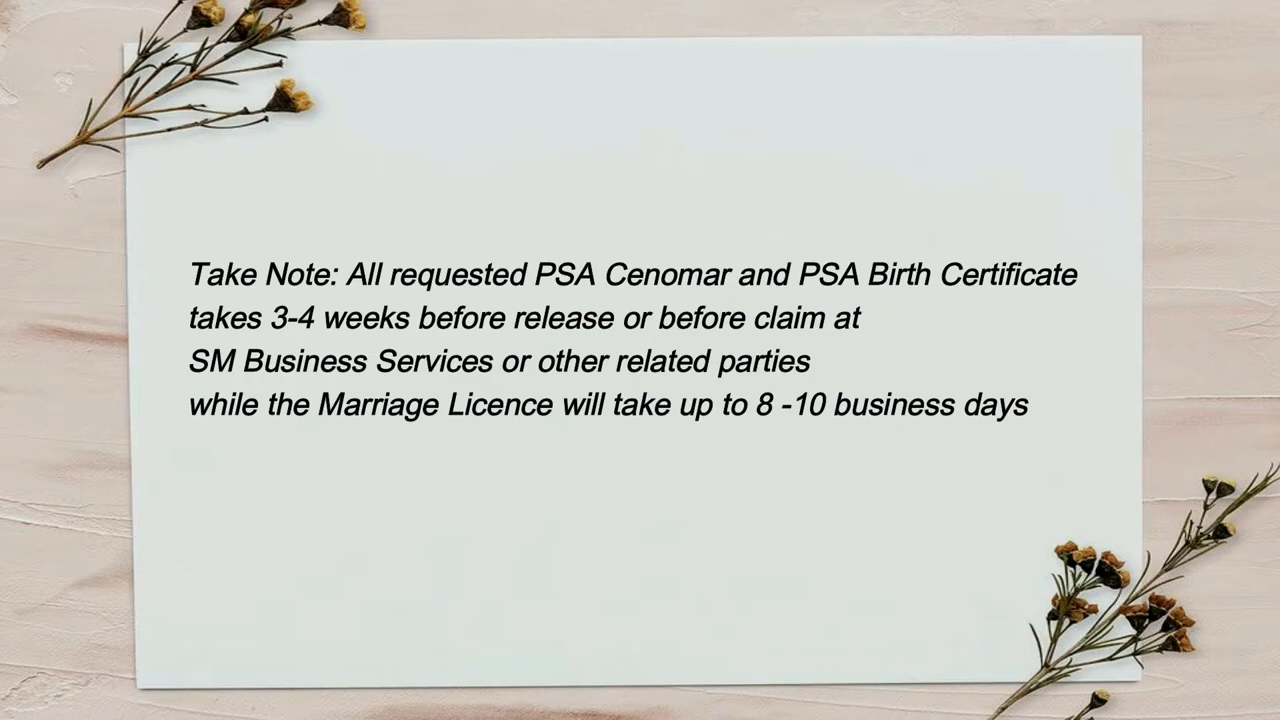 Take Note: All requested PSA Cenomar and PSA Birth Certificate
takes 3-4 weeks before release or before claim at
SM Business Services or other related parties
while the Marriage Licence will take up to 8 -10 business days